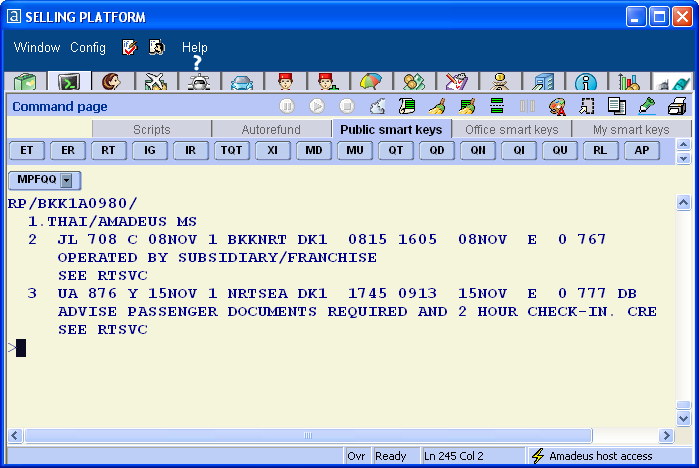 a SELLING PLATFORM
Window Config Help
?
Command page
Scripts Autorefund Public smart keys Office smart keys My smart keys
ET ER RT IG IR TQT XI MD MU QT QD QN QI QU RL AP
MPFQQ
RP/BKK1A0980/
1.THAI/AMADEUS MS
2 JL 708 C 08NOV 1 BKKNRT DK1 0815 1605 08NOV E 0 767
OPERATED BY SUBSIDIARY/FRANCHISE
SEE RTSVC
3 UA 876 Y 15NOV 1 NRTSEA DK1 1745 0913 15NOV E 0 777 DB
ADVISE PASSENGER DOCUMENTS REQUIRED AND 2 HOUR CHECK-IN. CRE
SEE RTSVC
>
Ovr Ready Ln 245 Col 2 Amadeus host access